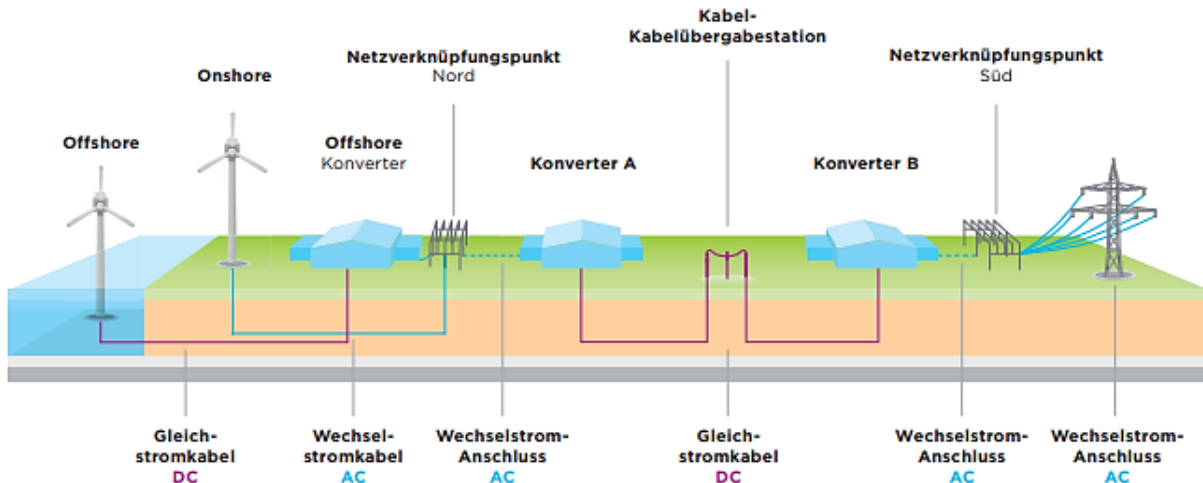 Offshore
Onshore
Offshore
Konverter
Netzverknüpfungspunkt
Nord
Konverter A
Kabel-
Kabelübergabestation
Konverter B
Netzverknüpfungspunkt
Süd
Gleich-
stromkabel
DC
Wechsel-
stromkabel
AC
Wechselstrom-
Anschluss
AC
Gleich-
stromkabel
DC
Wechselstrom-
Anschluss
AC
Wechselstrom-
Anschluss
AC